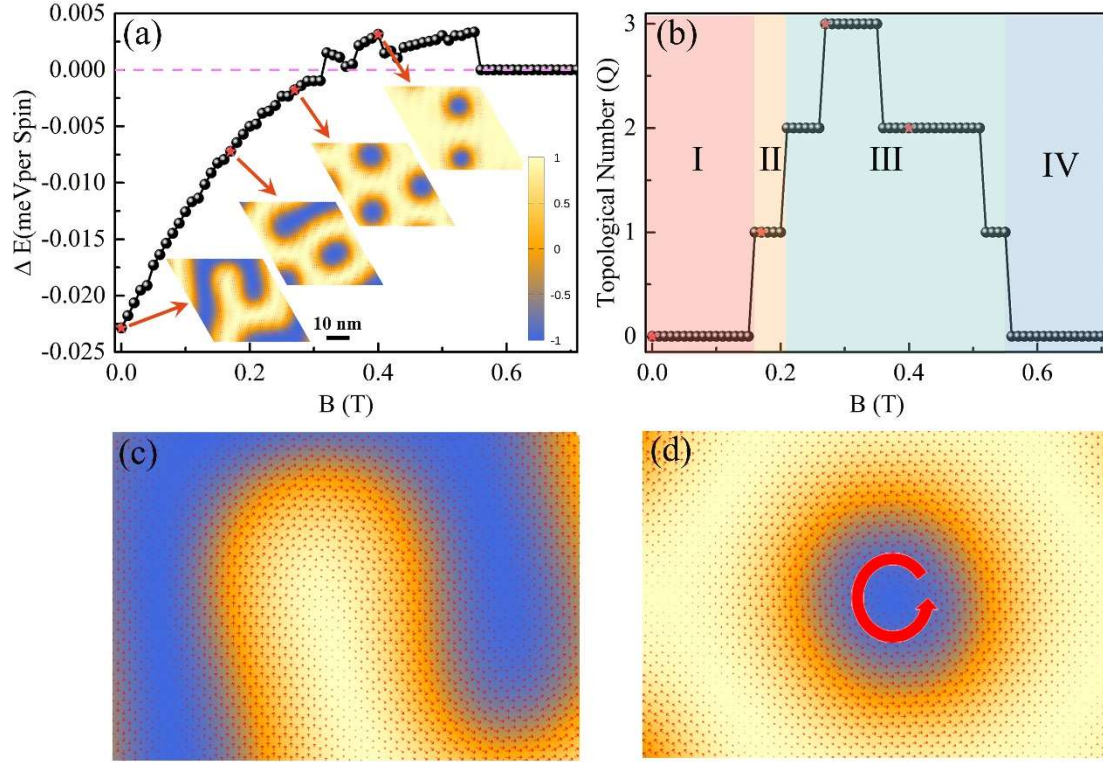 (a)
0.005
0.000
-0.005
-0.010
-0.015
-0.020
-0.025
Δ E(meVper Spin)
0.0
0.2
0.4
0.6
B (T)
10 nm
1
0.5
0
-0.5
-1
(b)
3
2
1
0
Topological Number (Q)
I
II
III
IV
0.0
0.2
0.4
0.6
B (T)
(c)
(d)